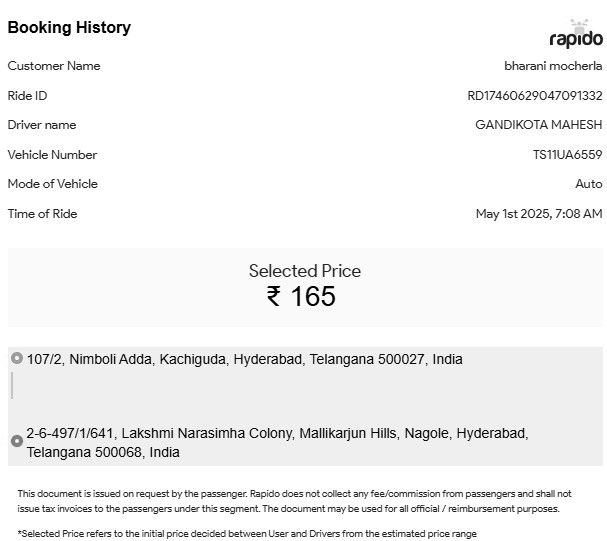 Booking History
rapido
Customer Name bharani mocherla
Ride ID RD17460629047091332
Driver name GANDIKOTA MAHESH
Vehicle Number TS11UA6559
Mode of Vehicle Auto
Time of Ride May 1st 2025, 7:08 AM
Selected Price
₹ 165
107/2, Nimboli Adda, Kachiguda, Hyderabad, Telangana 500027, India
2-6-497/1/641, Lakshmi Narasimha Colony, Mallikarjun Hills, Nagole, Hyderabad,
Telangana 500068, India
This document is issued on request by the passenger. Rapido does not collect any fee/commission from passengers and shall not
issue tax invoices to the passengers under this segment. The document may be used for all official / reimbursement purposes.
*Selected Price refers to the initial price decided between User and Drivers from the estimated price range